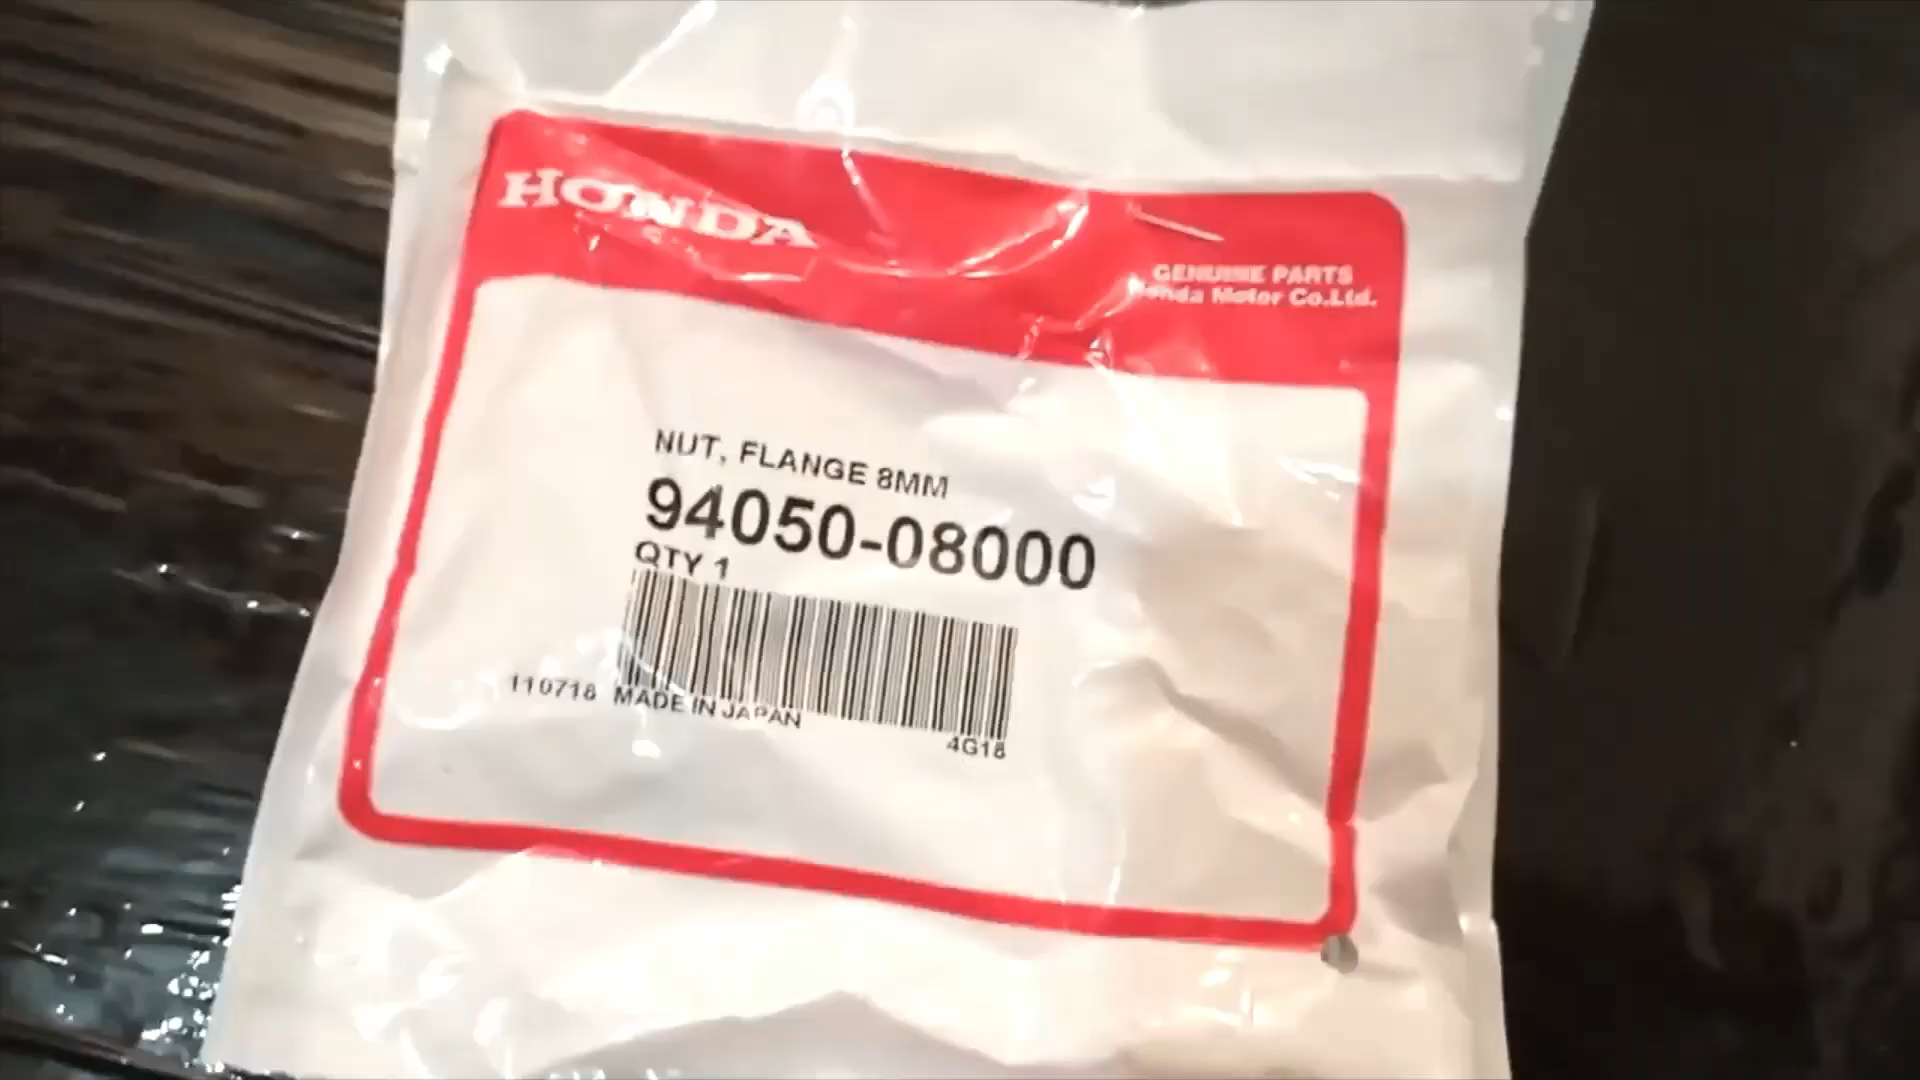 HONDA
GENUINE PARTS
Honda Motor Co.Ltd.
NUT, FLANGE 8MM
94050-08000
QTY 1
110718 MADE IN JAPAN
4G18